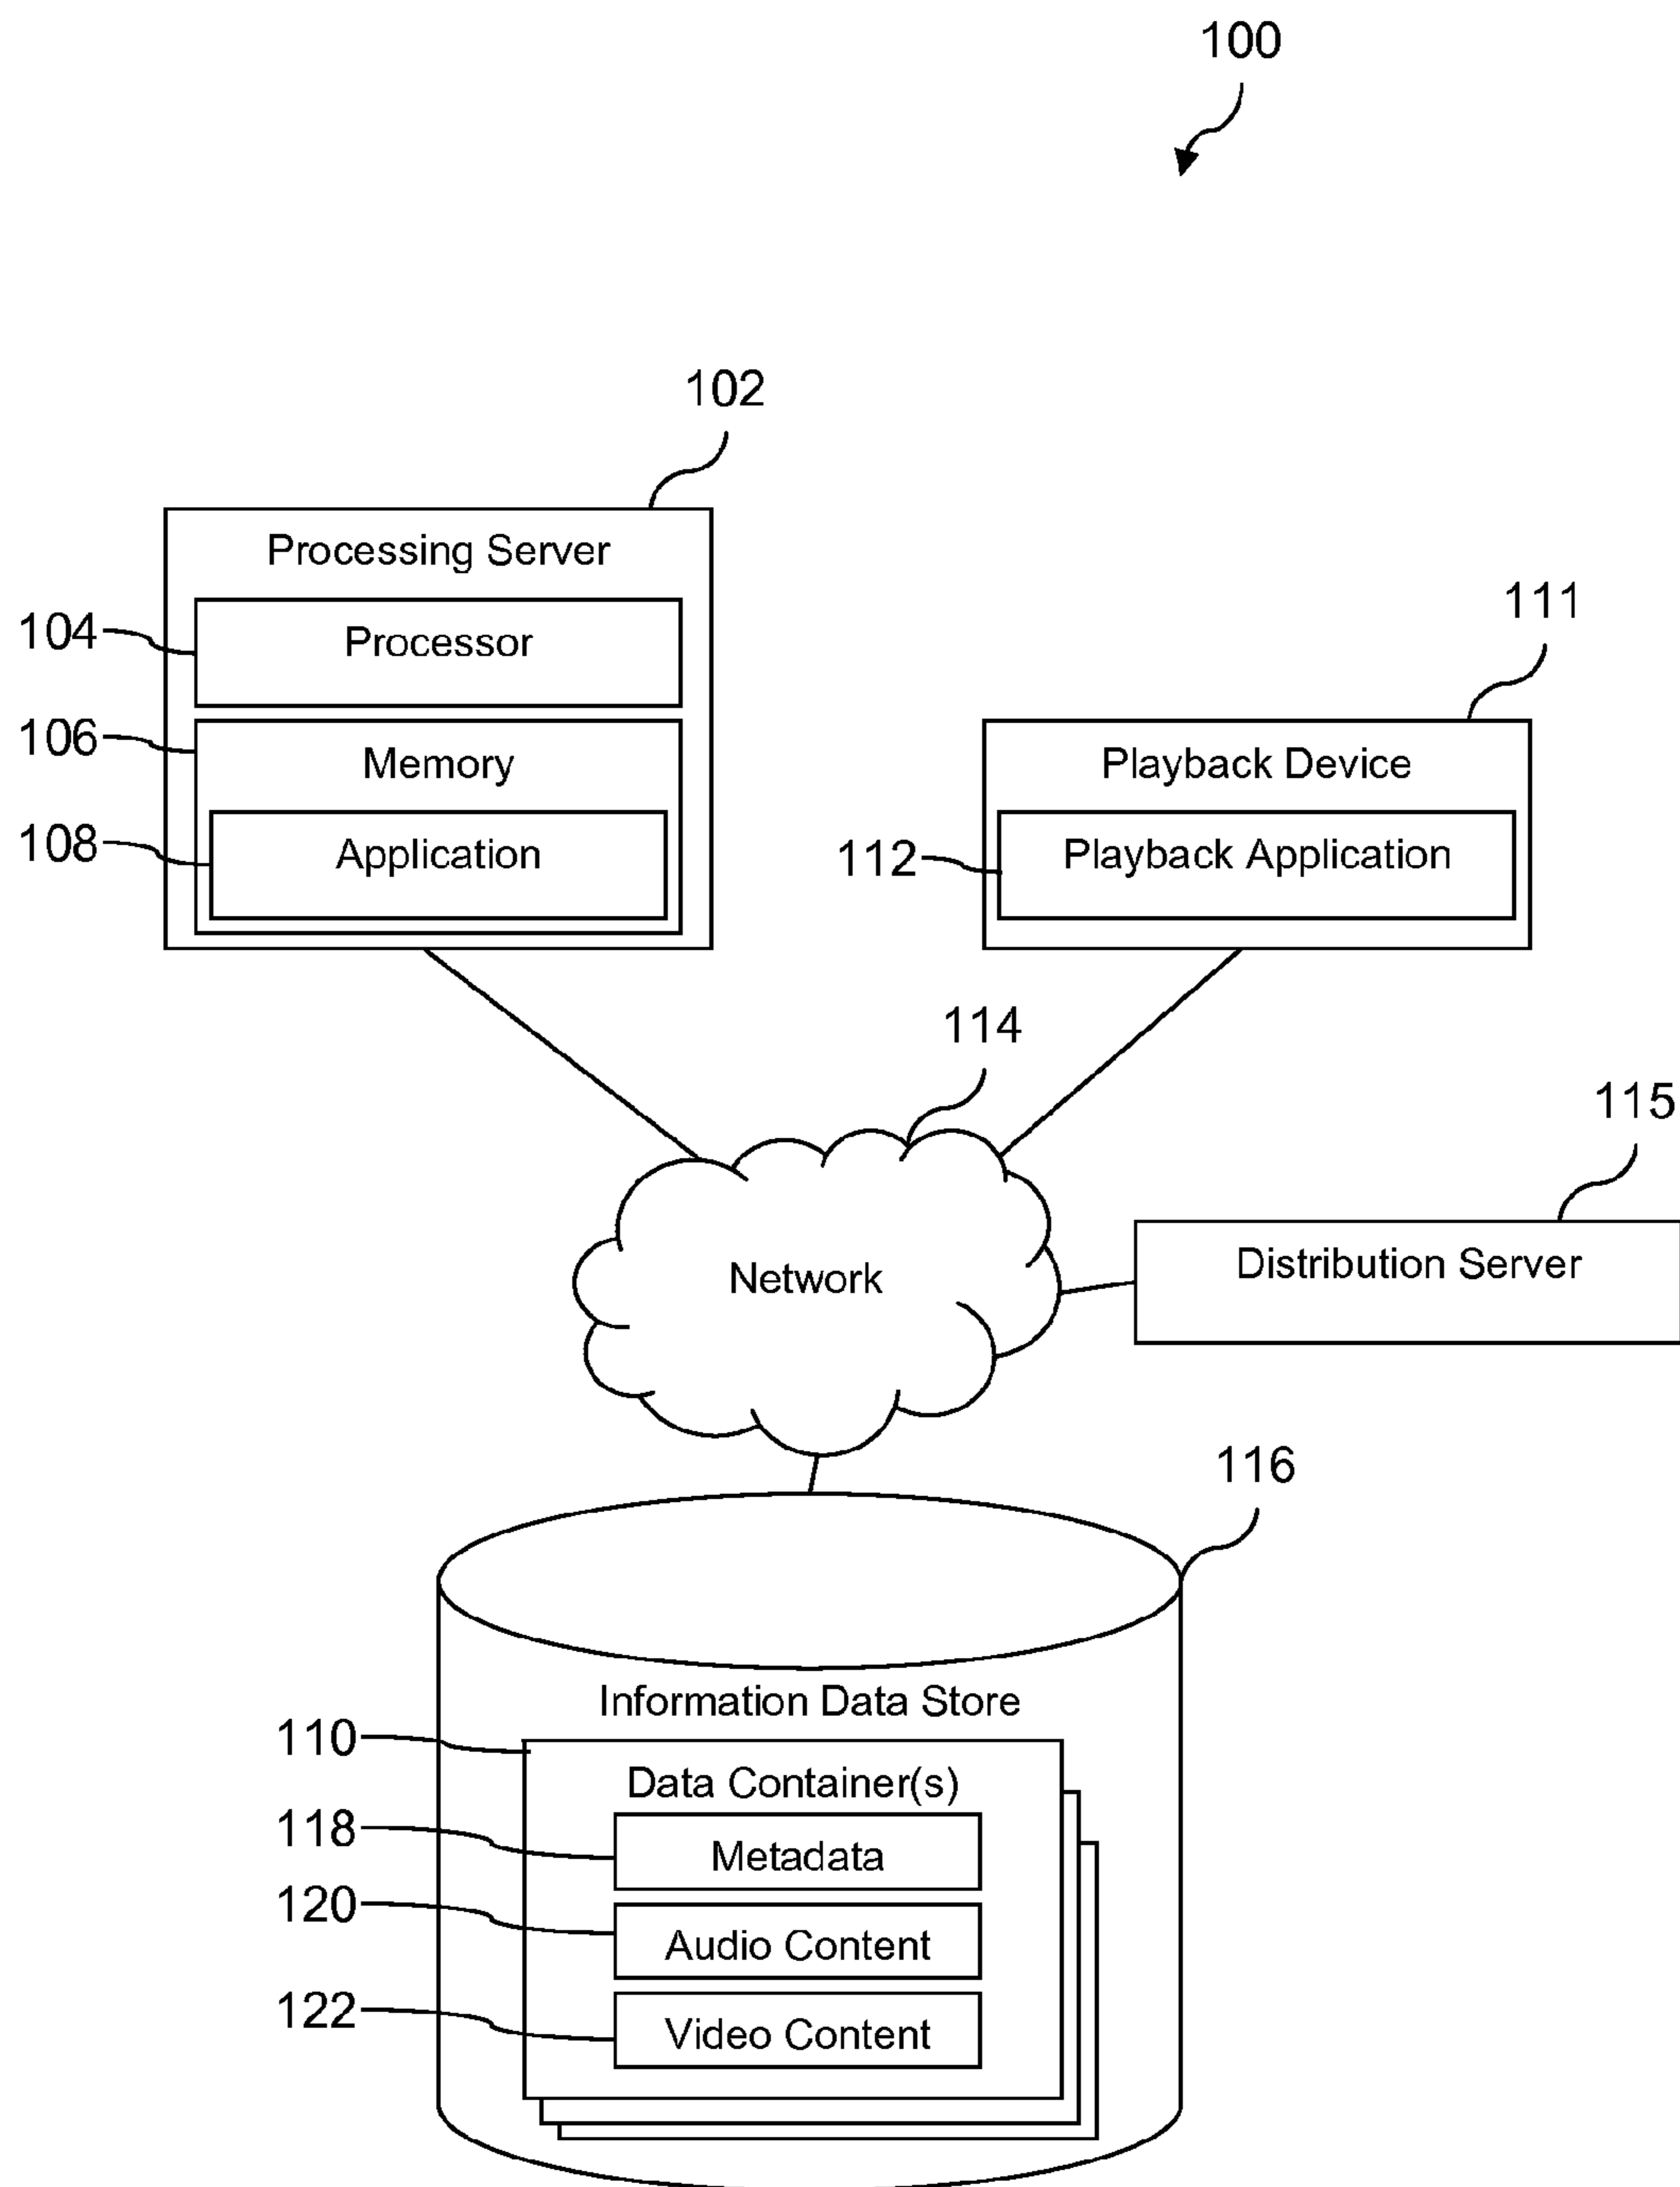 100
102
Processing Server
104
Processor
106
Memory
108
Application
111
Playback Device
112
Playback Application
114
Network
115
Distribution Server
116
Information Data Store
110
Data Container(s)
118
Metadata
120
Audio Content
122
Video Content